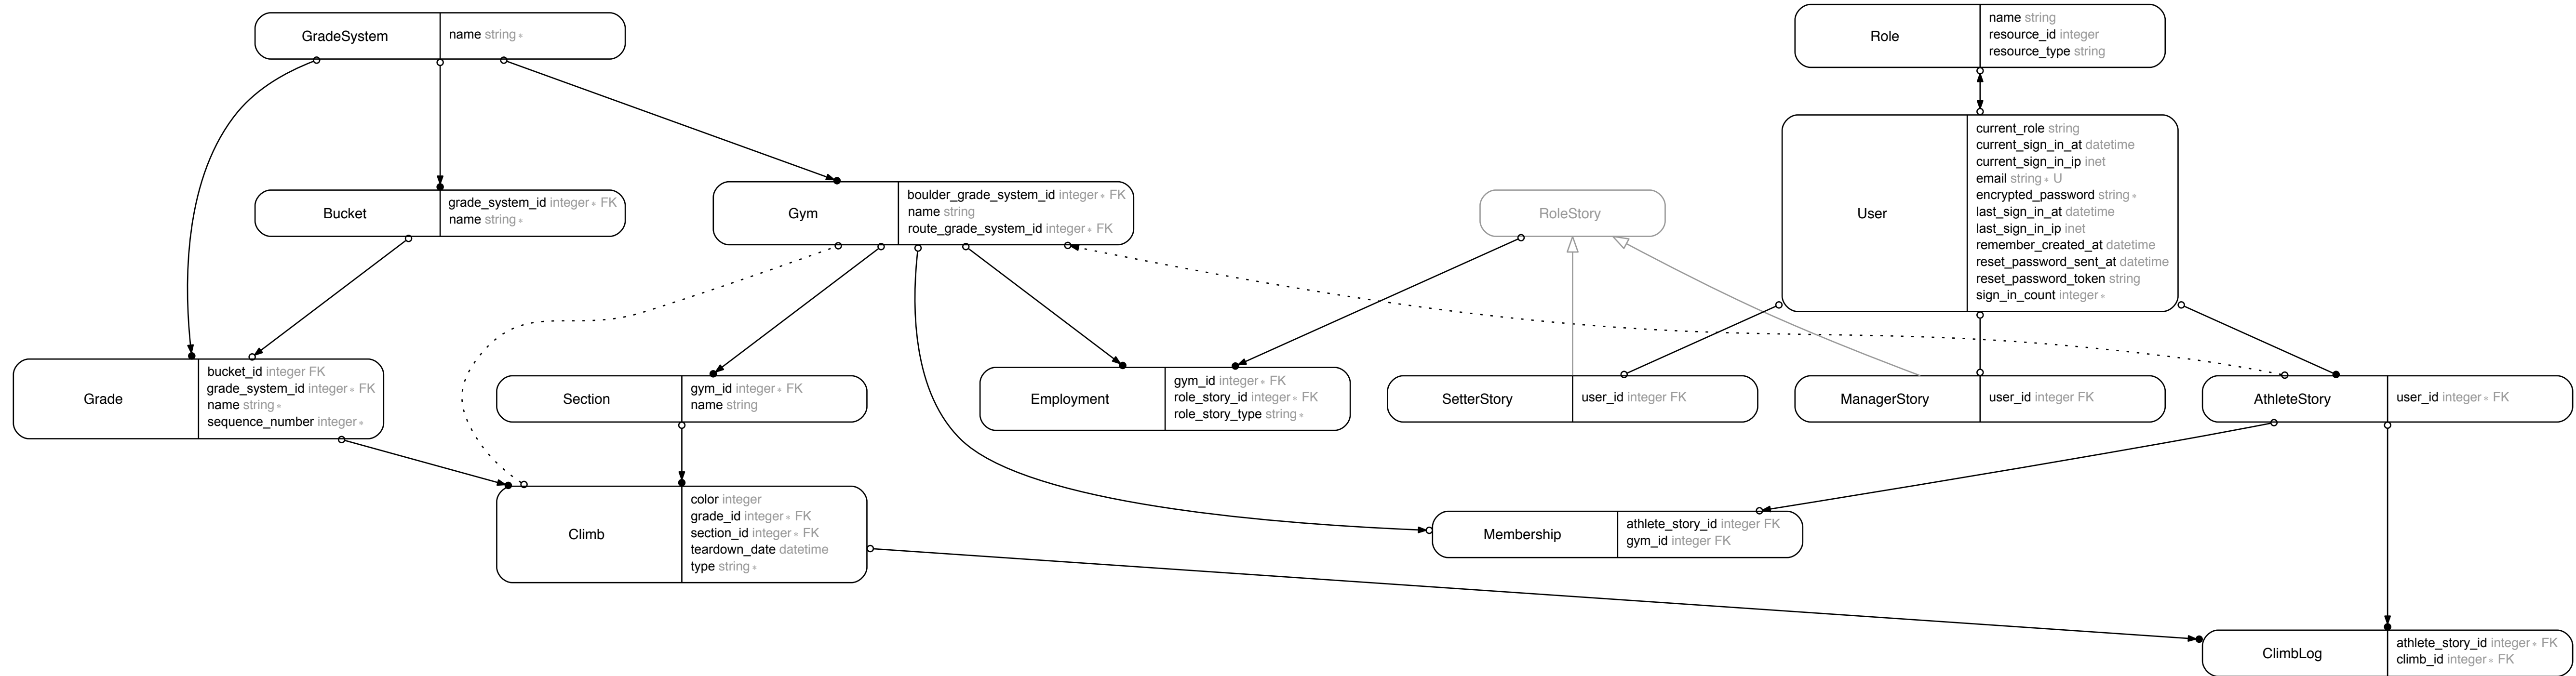 GradeSystem
name string*
Role
name string
resource_id integer
resource_type string
User
current_role string
current_sign_in_at datetime
current_sign_in_ip inet
email string* U
encrypted_password string*
last_sign_in_at datetime
last_sign_in_ip inet
remember_created_at datetime
reset_password_sent_at datetime
reset_password_token string
sign_in_count integer*
Bucket
grade_system_id integer* FK
name string*
Gym
boulder_grade_system_id integer* FK
name string
route_grade_system_id integer* FK
RoleStory
Grade
bucket_id integer FK
grade_system_id integer* FK
name string*
sequence_number integer*
Section
gym_id integer* FK
name string
Employment
gym_id integer* FK
role_story_id integer* FK
role_story_type string*
SetterStory
user_id integer FK
ManagerStory
user_id integer FK
AthleteStory
user_id integer* FK
Climb
color integer
grade_id integer* FK
section_id integer* FK
teardown_date datetime
type string*
Membership
athlete_story_id integer FK
gym_id integer FK
ClimbLog
athlete_story_id integer* FK
climb_id integer* FK